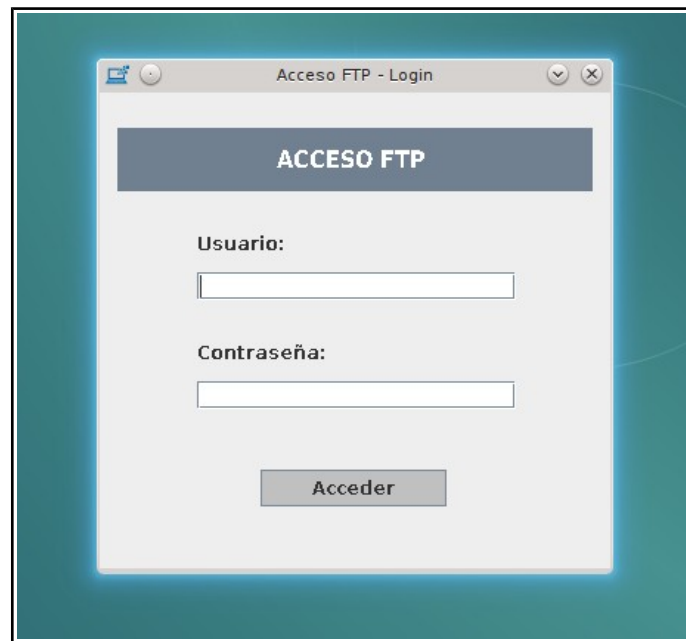 Acceso FTP - Login
ACCESO FTP
Usuario:
Contraseña:
Acceder